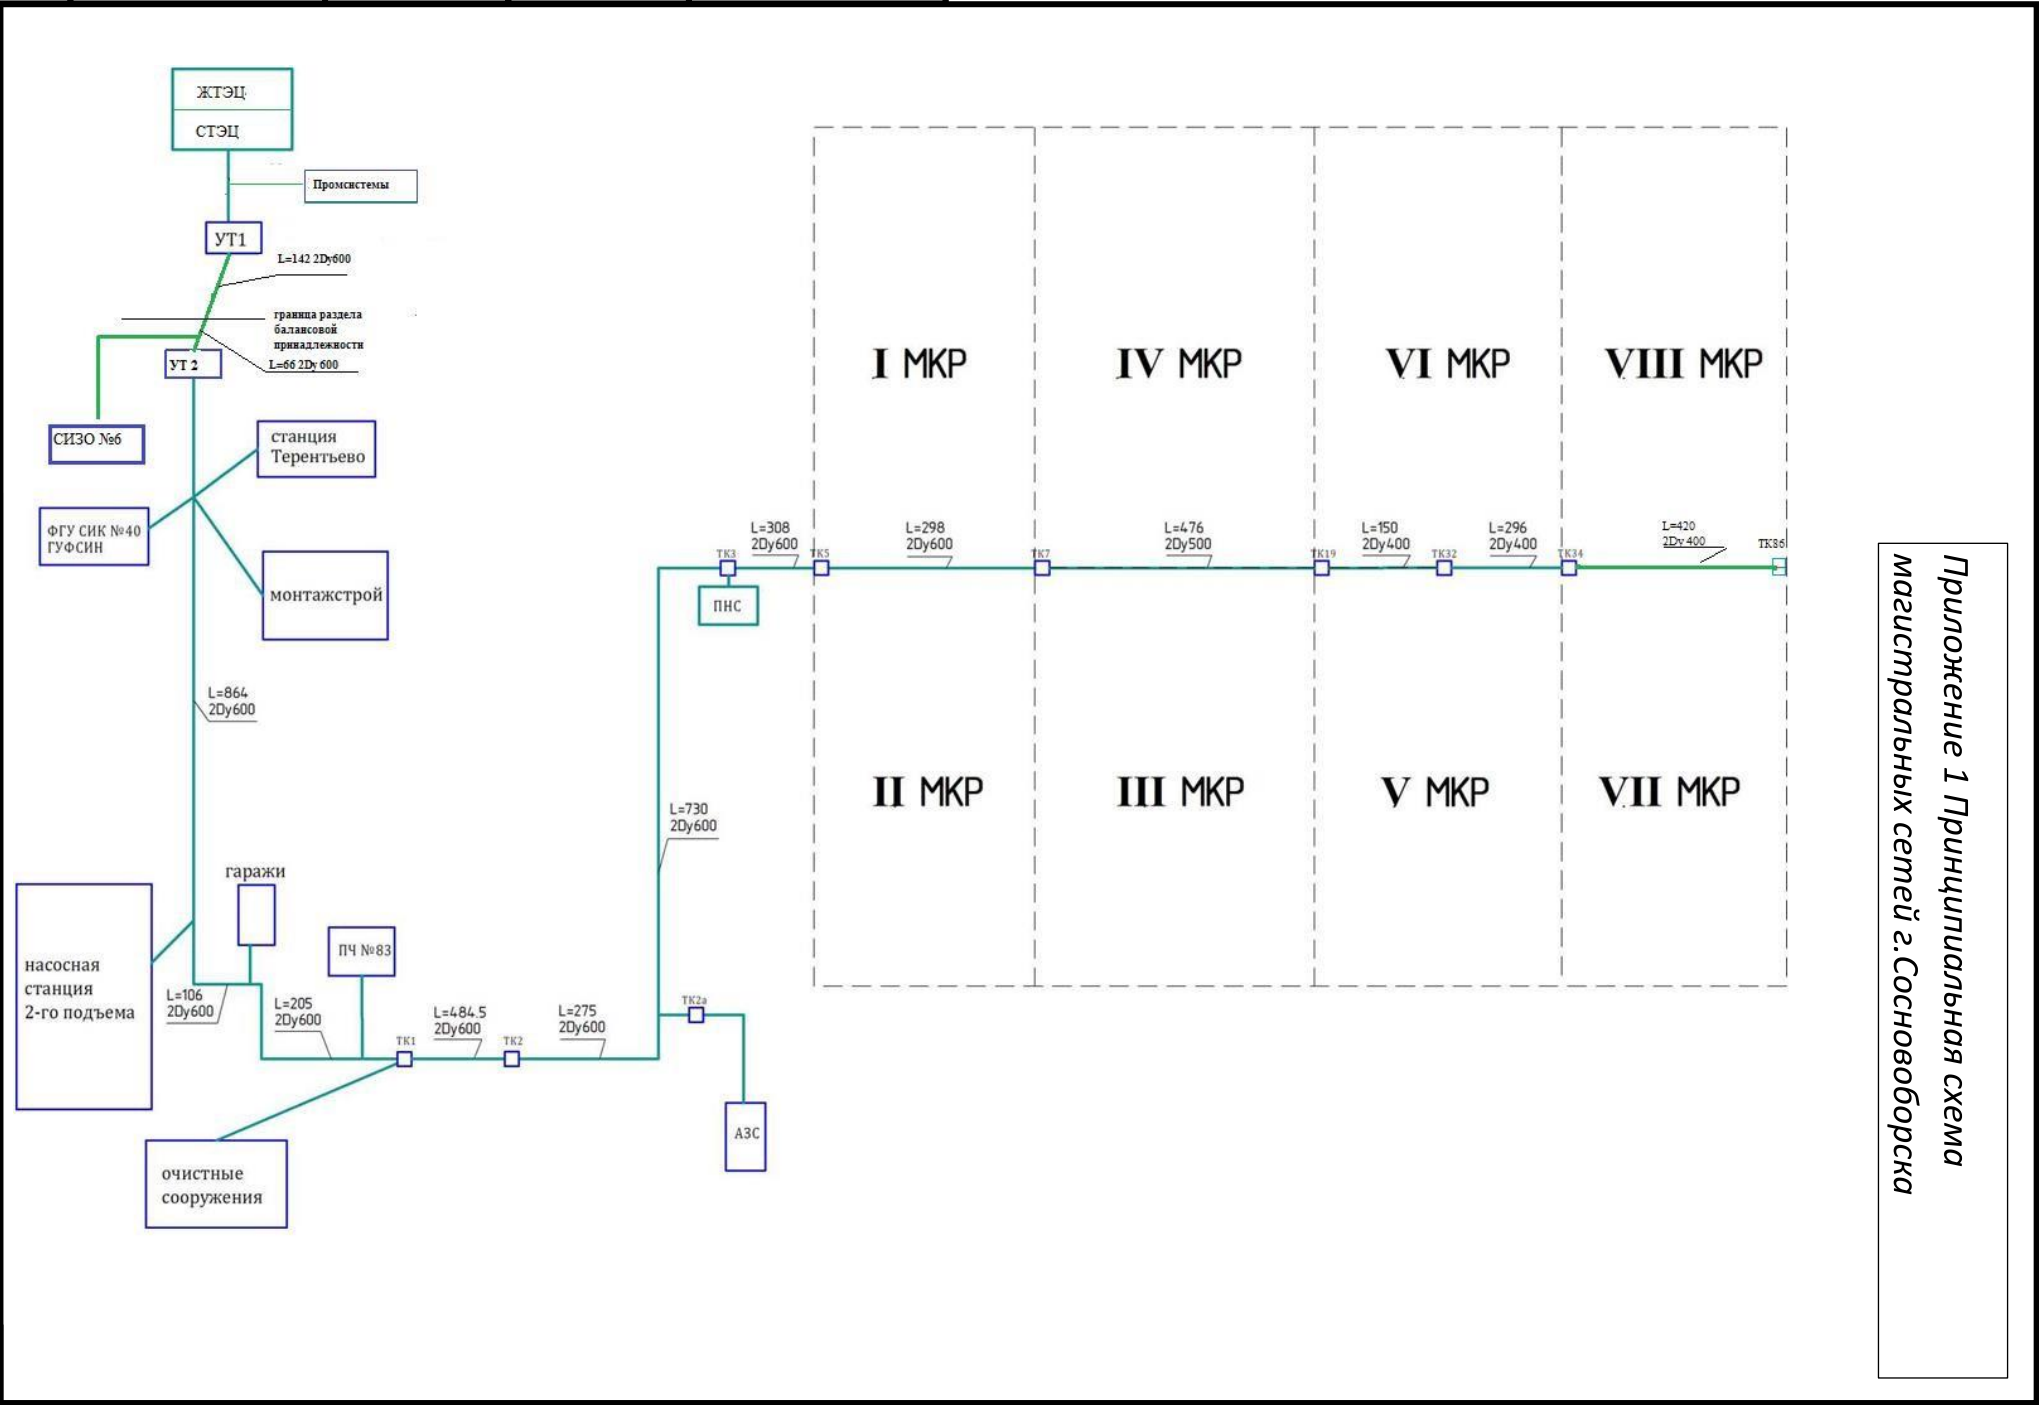 ЖТЭЦ
СТЭЦ
Промсистемы
УТ1
L=142 2Dy600
граница раздела
балансовой
принадлежности
L=66 2Dy 600
УТ 2
СИЗО №6
станция
Терентьево
ФГУ СИК №40
ГУФСИН
монтажстрой
L=864
2Dy600
гаражи
насосная
станция
2-го подъема
L=106
2Dy600
L=205
2Dy600
ПЧ №83
ТК1
L=484.5
2Dy600
ТК2
L=275
2Dy600
очистные
сооружения
L=730
2Dy600
ТК2а
АЗС
ТК3
ПНС
L=308
2Dy600
ТК5
L=298
2Dy600
ТК7
L=476
2Dy500
ТК19
L=150
2Dy400
ТК32
L=296
2Dy400
ТК34
L=420
2Dy 400
ТК86
I МКР
IV МКР
VI МКР
VIII МКР
II МКР
III МКР
V МКР
VII МКР
Приложение 1 Принципиальная схема
магистральных сетей г.Сосновоборска